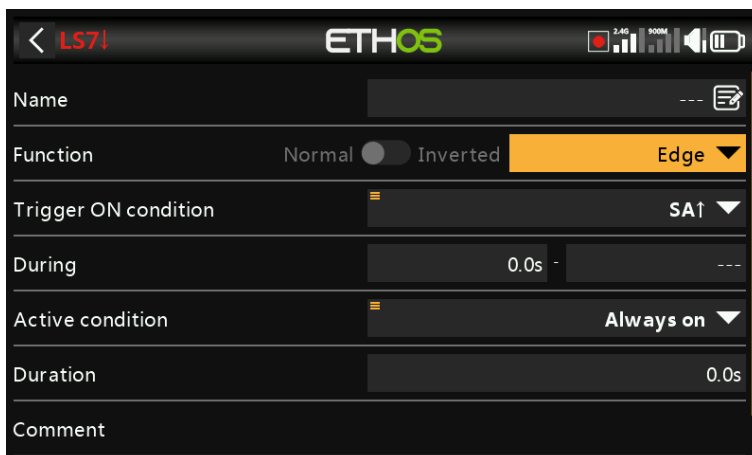 LS7↓ ETHOS 2.4G 900M
Name ---
Function Normal Inverted Edge
Trigger ON condition SA↑
During 0.0s - ---
Active condition Always on
Duration 0.0s
Comment